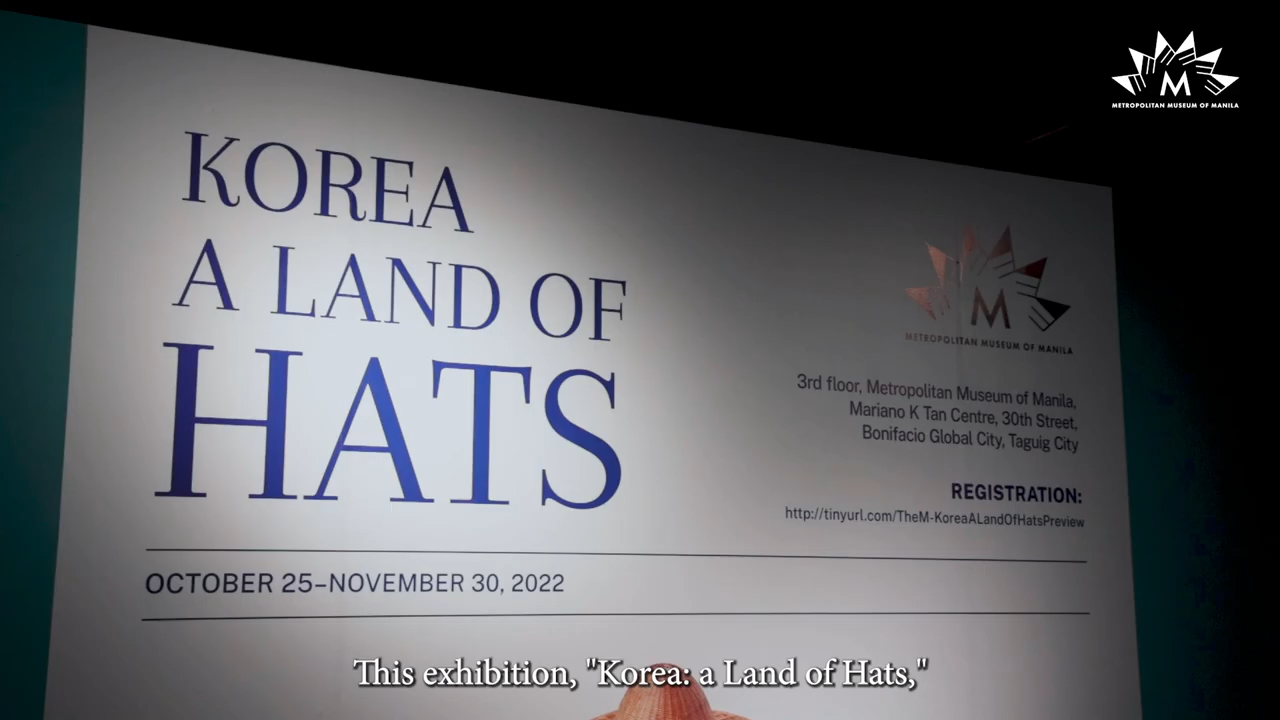 M
METROPOLITAN MUSEUM OF MANILA
KOREA
A LAND OF
HATS
M
METROPOLITAN MUSEUM OF MANILA
3rd floor, Metropolitan Museum of Manila,
Mariano K Tan Centre, 30th Street,
Bonifacio Global City, Taguig City
REGISTRATION:
http://tinyurl.com/TheM-KoreaALandOfHatsPreview
OCTOBER 25–NOVEMBER 30, 2022
This exhibition, "Korea: a Land of Hats,"